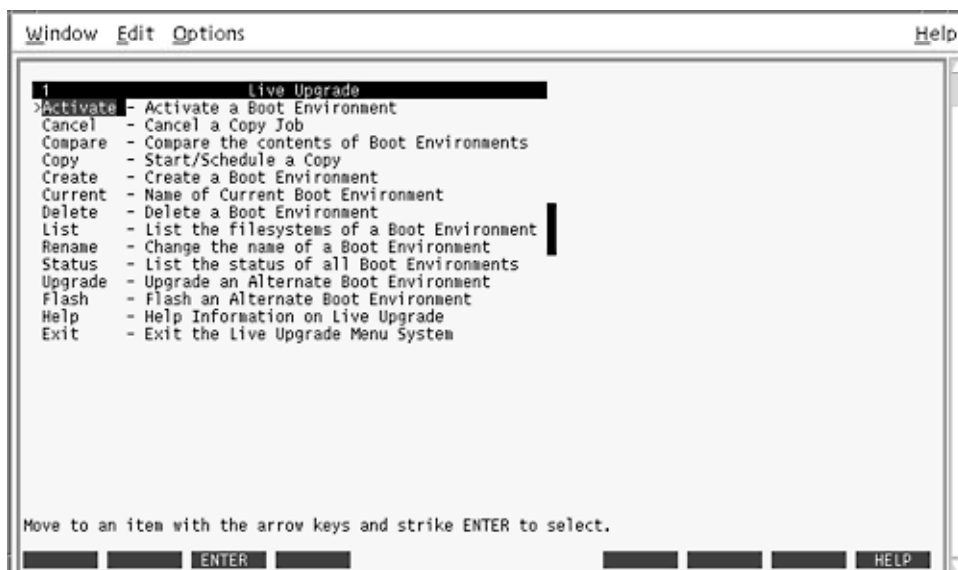 Window Edit Options Help
1 Live Upgrade
>Activate - Activate a Boot Environment
Cancel - Cancel a Copy Job
Compare - Compare the contents of Boot Environments
Copy - Start/Schedule a Copy
Create - Create a Boot Environment
Current - Name of Current Boot Environment
Delete - Delete a Boot Environment
List - List the filesystems of a Boot Environment
Rename - Change the name of a Boot Environment
Status - List the status of all Boot Environments
Upgrade - Upgrade an Alternate Boot Environment
Flash - Flash an Alternate Boot Environment
Help - Help Information on Live Upgrade
Exit - Exit the Live Upgrade Menu System
Move to an item with the arrow keys and strike ENTER to select.
ENTER HELP